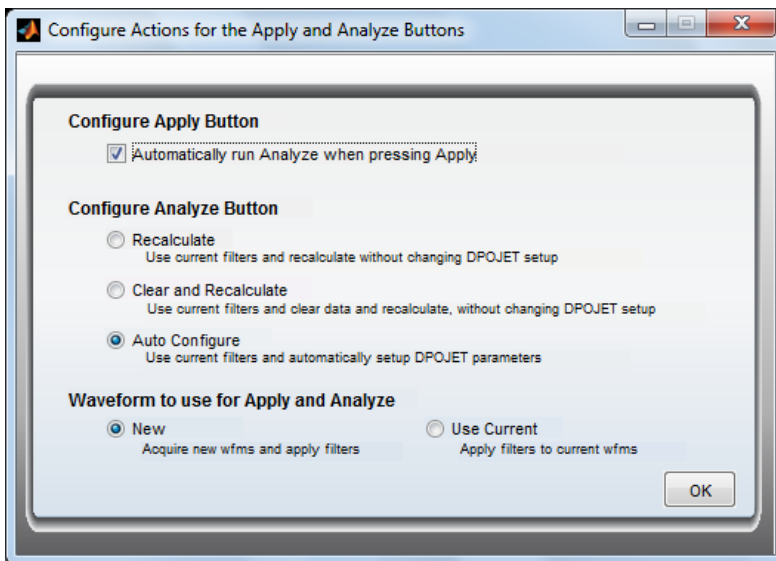 Configure Actions for the Apply and Analyze Buttons
Configure Apply Button
Automatically run Analyze when pressing Apply
Configure Analyze Button
Recalculate
Use current filters and recalculate without changing DPOJET setup
Clear and Recalculate
Use current filters and clear data and recalculate, without changing DPOJET setup
Auto Configure
Use current filters and automatically setup DPOJET parameters
Waveform to use for Apply and Analyze
New
Acquire new wfms and apply filters
Use Current
Apply filters to current wfms
OK